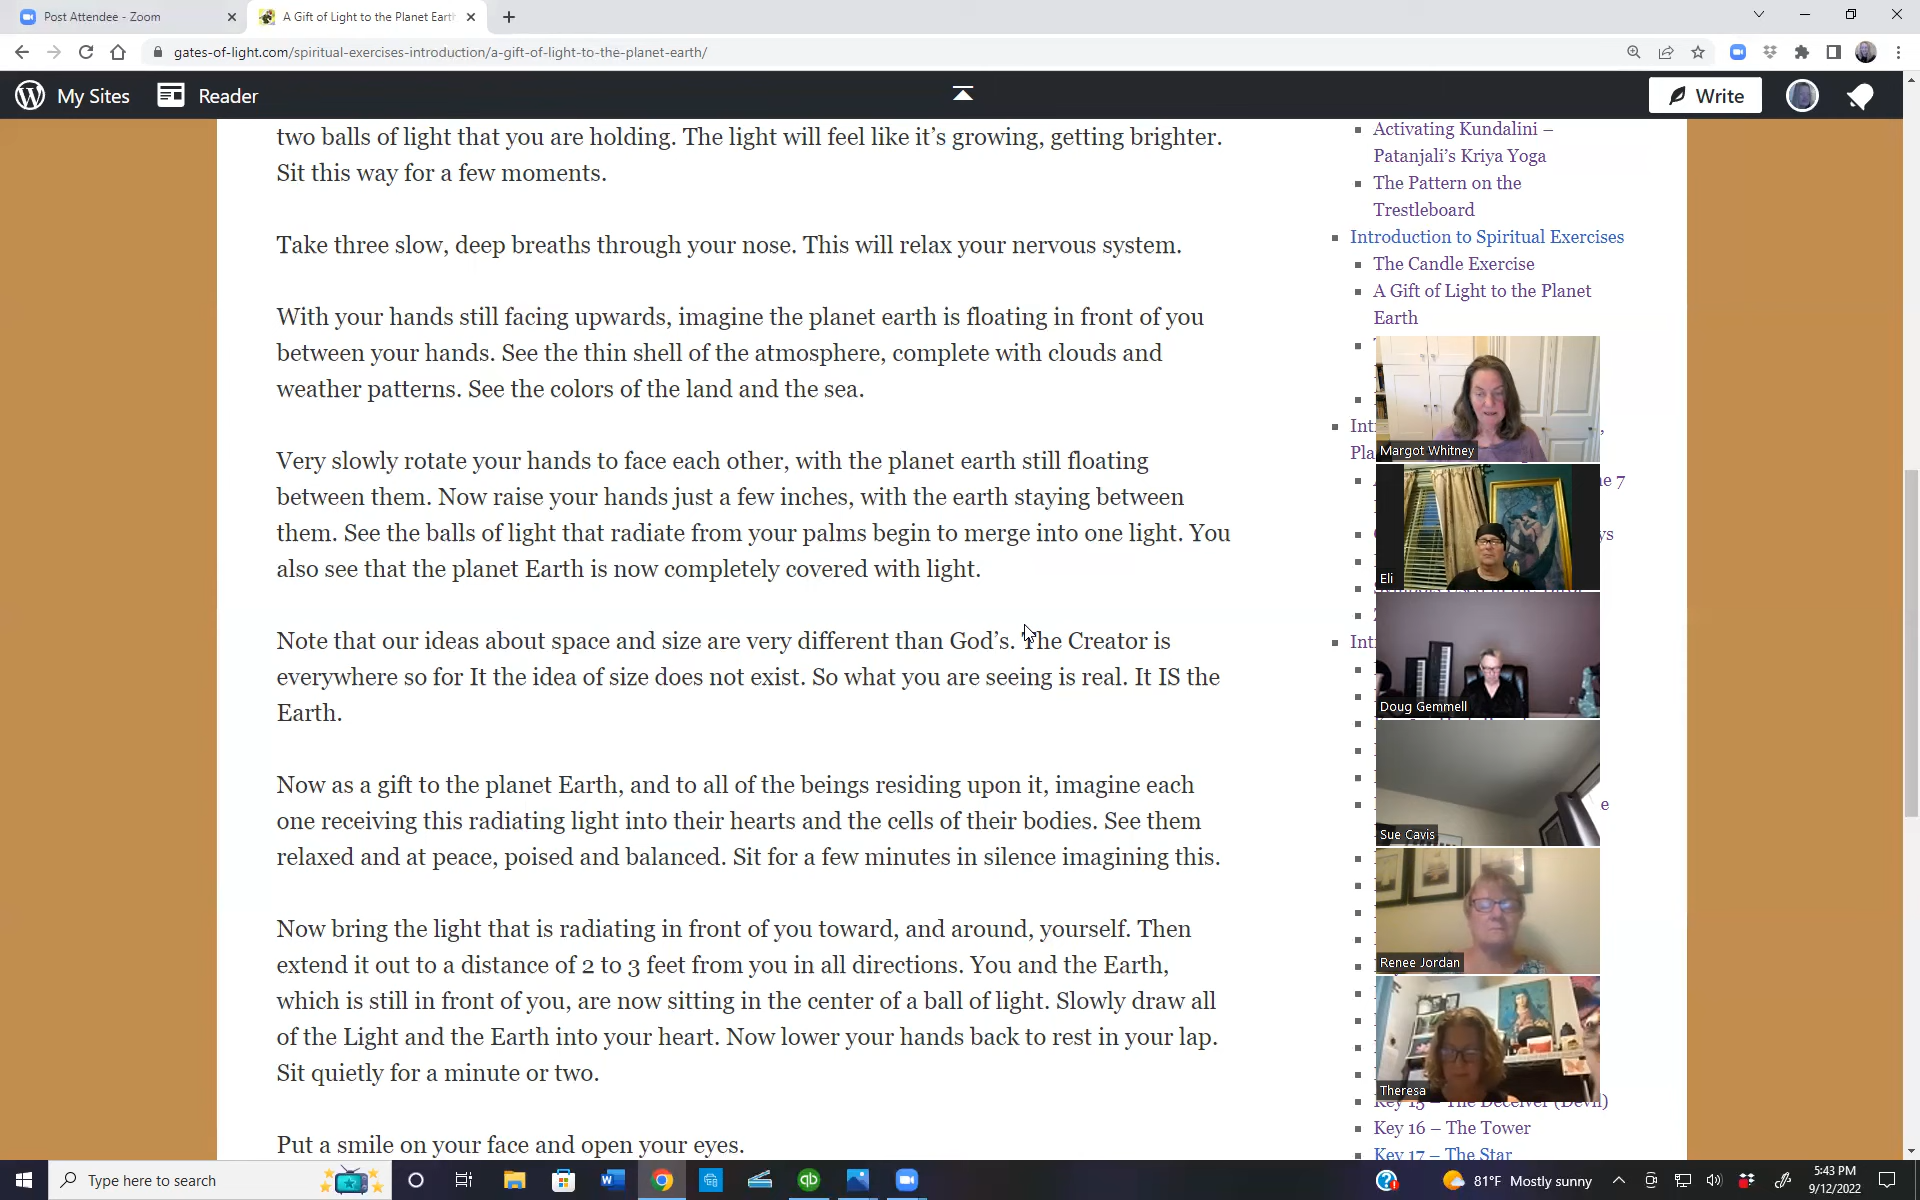 Post Attendee - Zoom
A Gift of Light to the Planet Eart
gates-of-light.com/spiritual-exercises-introduction/a-gift-of-light-to-the-planet-earth/
My Sites
Reader
Write
two balls of light that you are holding. The light will feel like it’s growing, getting brighter.
Sit this way for a few moments.
Take three slow, deep breaths through your nose. This will relax your nervous system.
With your hands still facing upwards, imagine the planet earth is floating in front of you
between your hands. See the thin shell of the atmosphere, complete with clouds and
weather patterns. See the colors of the land and the sea.
Very slowly rotate your hands to face each other, with the planet earth still floating
between them. Now raise your hands just a few inches, with the earth staying between
them. See the balls of light that radiate from your palms begin to merge into one light. You
also see that the planet Earth is now completely covered with light.
Note that our ideas about space and size are very different than God’s. The Creator is
everywhere so for It the idea of size does not exist. So what you are seeing is real. It IS the
Earth.
Now as a gift to the planet Earth, and to all of the beings residing upon it, imagine each
one receiving this radiating light into their hearts and the cells of their bodies. See them
relaxed and at peace, poised and balanced. Sit for a few minutes in silence imagining this.
Now bring the light that is radiating in front of you toward, and around, yourself. Then
extend it out to a distance of 2 to 3 feet from you in all directions. You and the Earth,
which is still in front of you, are now sitting in the center of a ball of light. Slowly draw all
of the Light and the Earth into your heart. Now lower your hands back to rest in your lap.
Sit quietly for a minute or two.
Put a smile on your face and open your eyes.
Activating Kundalini –
Patanjali’s Kriya Yoga
The Pattern on the
Trestleboard
Introduction to Spiritual Exercises
The Candle Exercise
A Gift of Light to the Planet
Earth
Margot Whitney
Eli
Doug Gemmell
Sue Cavis
Renee Jordan
Theresa
Key 15 – The Deceiver (Devil)
Key 16 – The Tower
Key 17 – The Star
Type here to search
81°F Mostly sunny
5:43 PM
9/12/2022